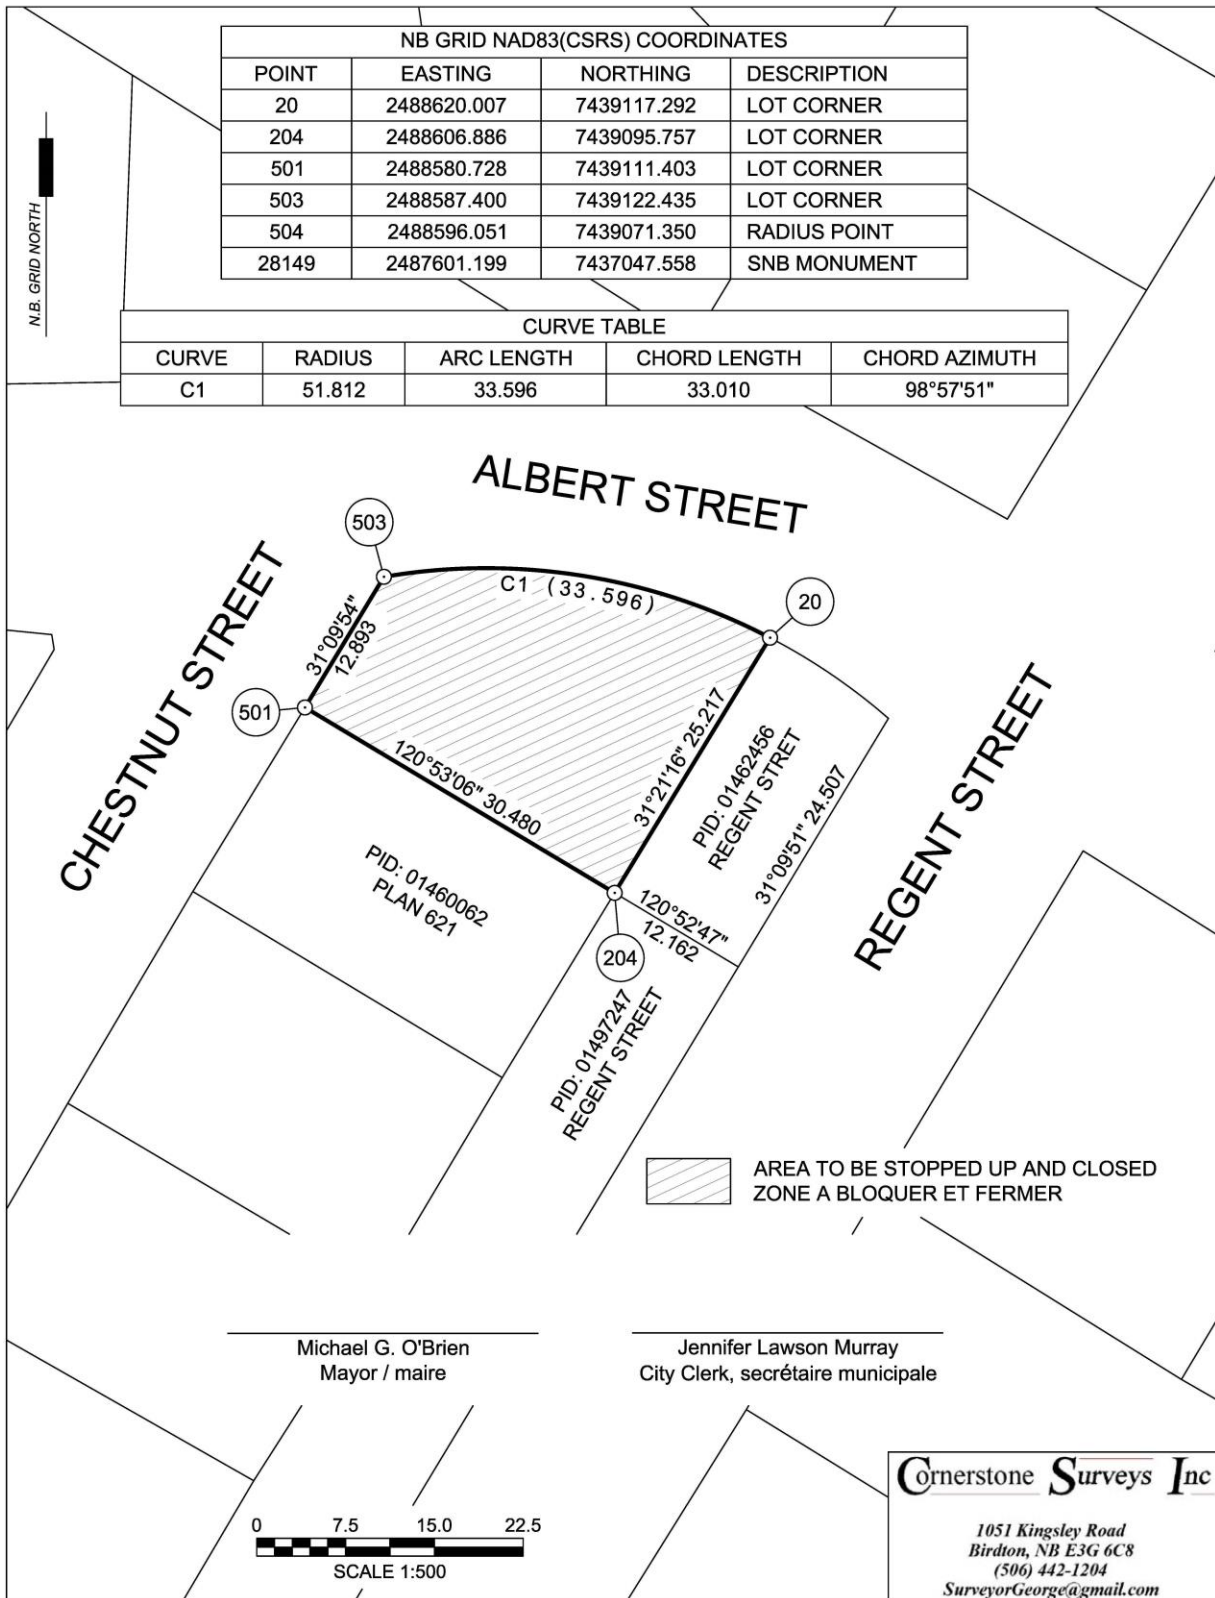 NB GRID NAD83(CSRS) COORDINATES
POINT EASTING NORTHING DESCRIPTION
20 2488620.007 7439117.292 LOT CORNER
204 2488606.886 7439095.757 LOT CORNER
501 2488580.728 7439111.403 LOT CORNER
503 2488587.400 7439122.435 LOT CORNER
504 2488596.051 7439071.350 RADIUS POINT
28149 2487601.199 7437047.558 SNB MONUMENT
N.B. GRID NORTH
CURVE TABLE
CURVE RADIUS ARC LENGTH CHORD LENGTH CHORD AZIMUTH
C1 51.812 33.596 33.010 98°57'51"
ALBERT STREET
503
C1 (33.596)
20
31°09'54"
12.893
CHESTNUT STREET
501
120°53'06" 30.480
31°21'16" 25.217
PID: 01462456
REGENT STRET
31°09'51" 24.507
REGENT STREET
PID: 01460062
PLAN 621
120°52'47"
12.162
204
PID: 01497247
REGENT STREET
AREA TO BE STOPPED UP AND CLOSED
ZONE A BLOQUER ET FERMER
Michael G. O'Brien
Mayor / maire
Jennifer Lawson Murray
City Clerk, secrétaire municipale
0 7.5 15.0 22.5
SCALE 1:500
Cornerstone Surveys Inc
1051 Kingsley Road
Birdton, NB E3G 6C8
(506) 442-1204
SurveyorGeorge@gmail.com